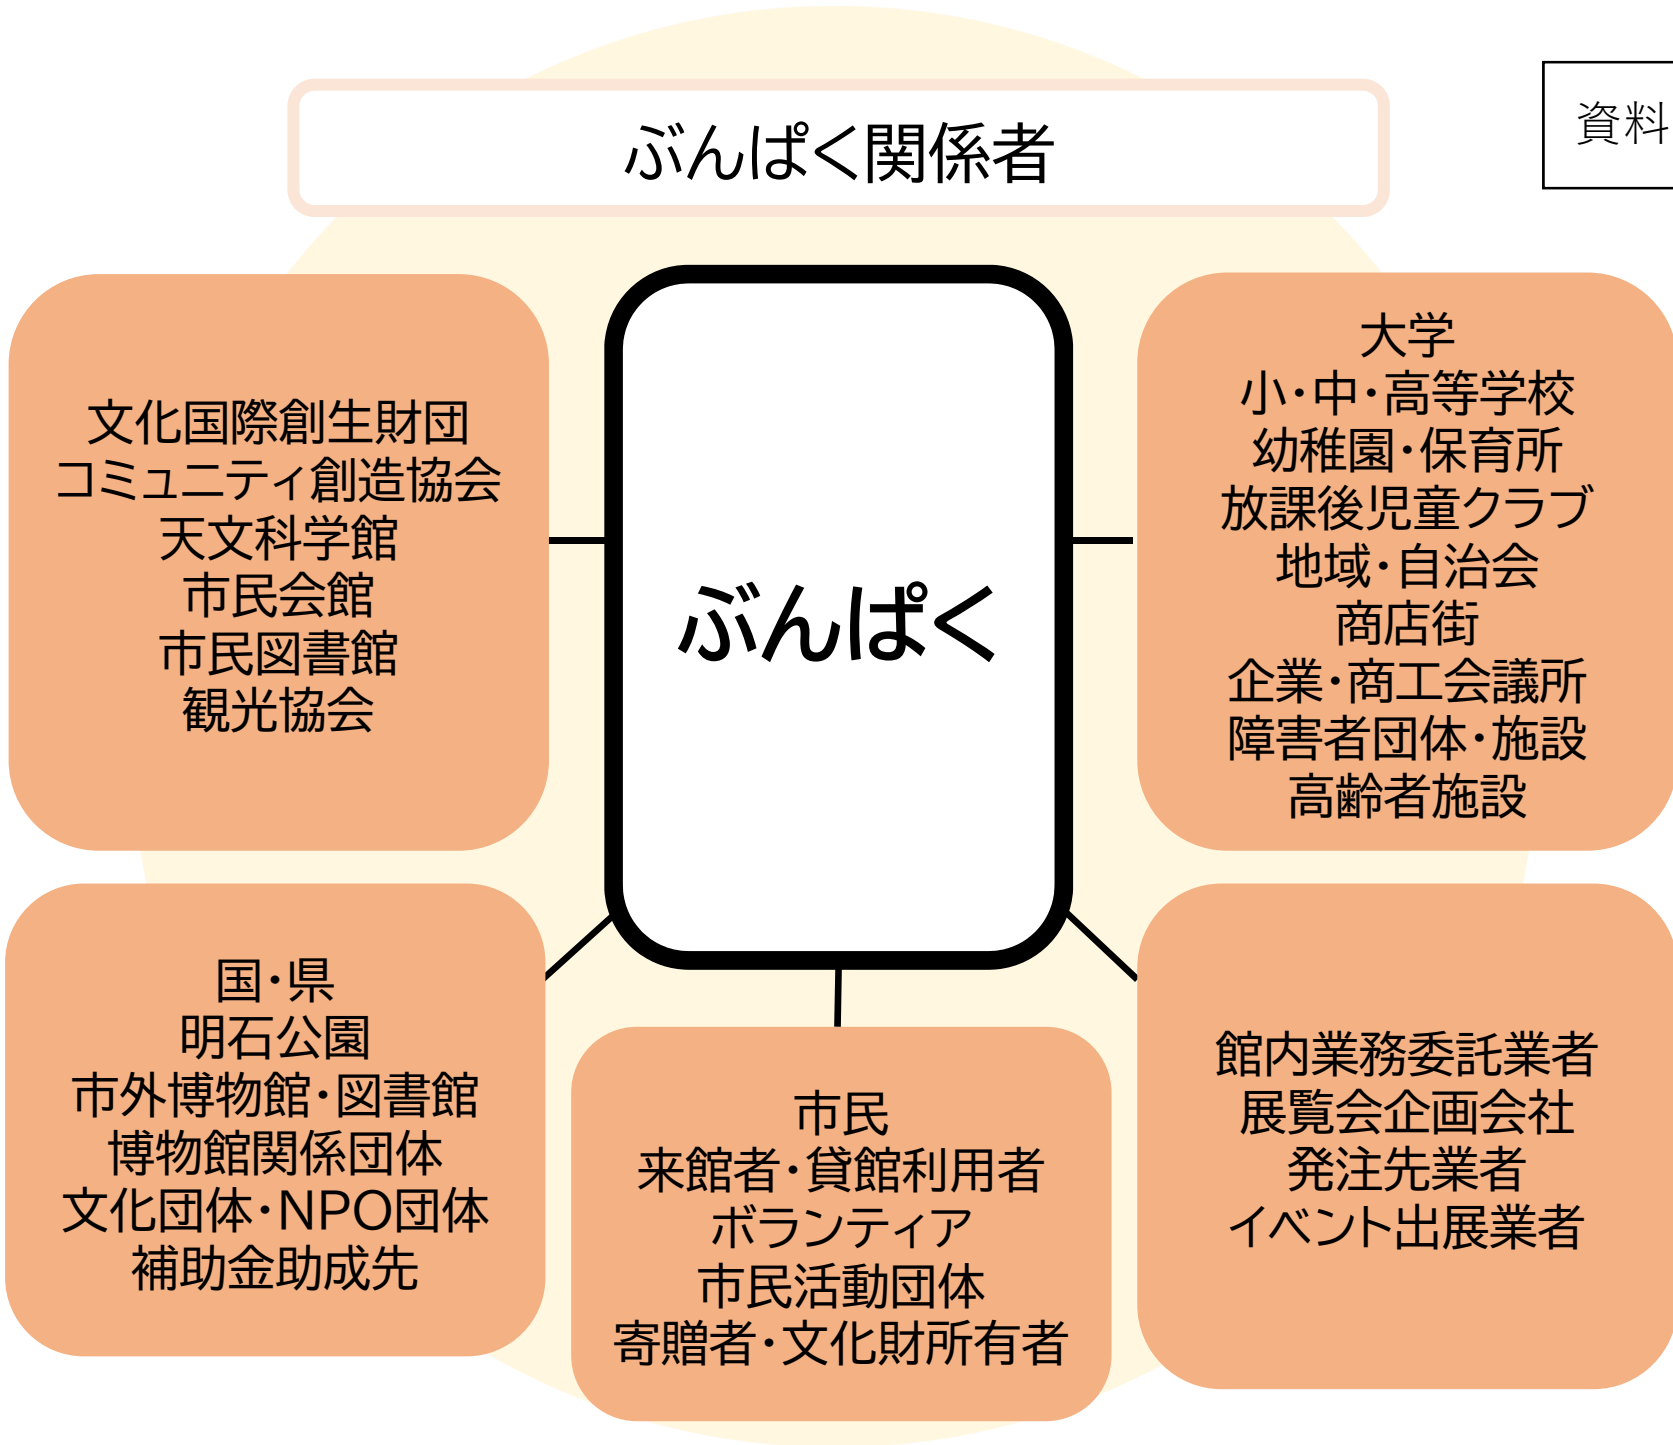 ぶんぱく関係者
資料
文化国際創生財団
コミュニティ創造協会
天文科学館
市民会館
市民図書館
観光協会
ぶんぱく
大学
小・中・高等学校
幼稚園・保育所
放課後児童クラブ
地域・自治会
商店街
企業・商工会議所
障害者団体・施設
高齢者施設
国・県
明石公園
市外博物館・図書館
博物館関係団体
文化団体・NPO団体
補助金助成先
市民
来館者・貸館利用者
ボランティア
市民活動団体
寄贈者・文化財所有者
館内業務委託業者
展覧会企画会社
発注先業者
イベント出展業者